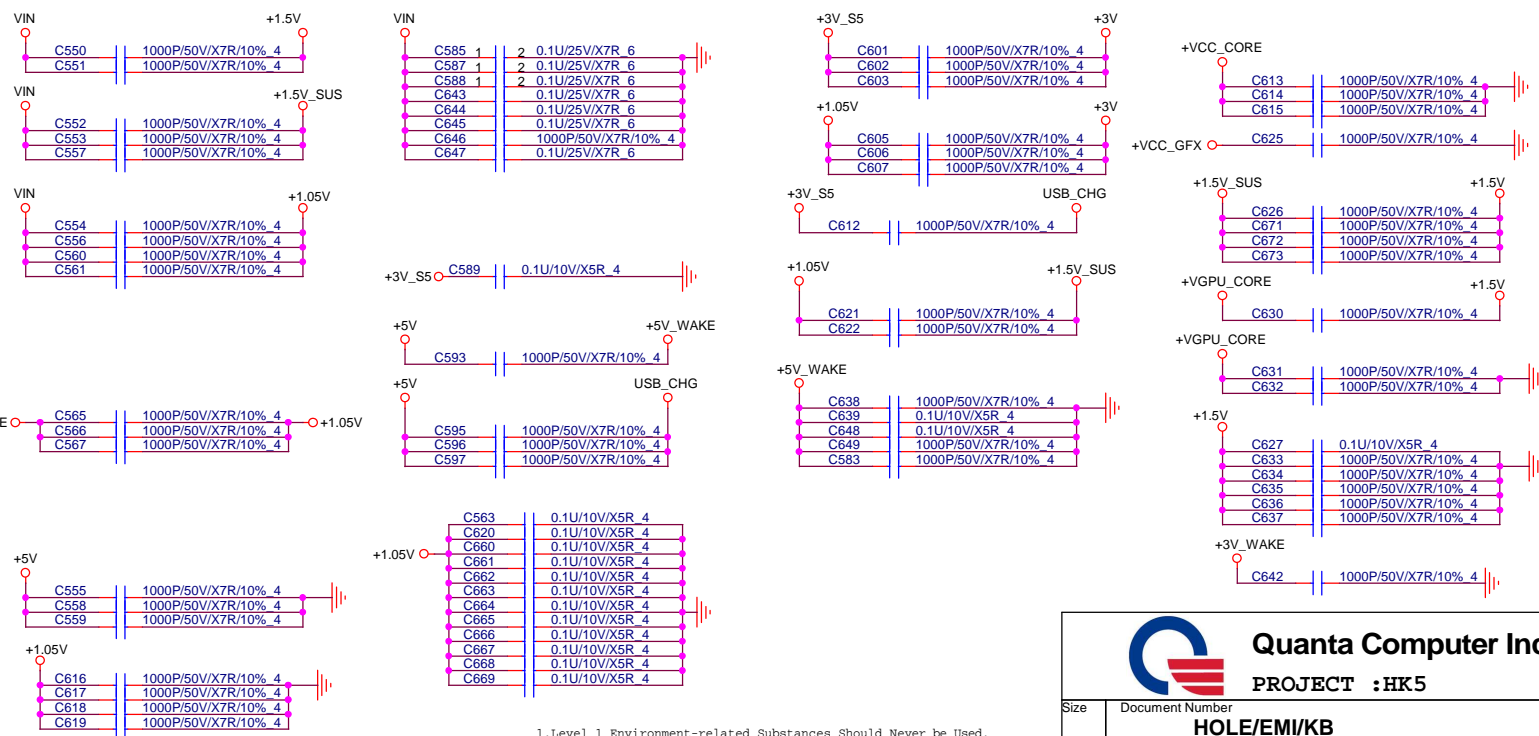 VIN +1.5V
C550 1000P/50V/X7R/10%_4
C551 1000P/50V/X7R/10%_4
VIN +1.5V_SUS
C552 1000P/50V/X7R/10%_4
C553 1000P/50V/X7R/10%_4
C557 1000P/50V/X7R/10%_4
VIN +1.05V
C554 1000P/50V/X7R/10%_4
C556 1000P/50V/X7R/10%_4
C560 1000P/50V/X7R/10%_4
C561 1000P/50V/X7R/10%_4
E C565 1000P/50V/X7R/10%_4 +1.05V
C566 1000P/50V/X7R/10%_4
C567 1000P/50V/X7R/10%_4
+5V
C555 1000P/50V/X7R/10%_4
C558 1000P/50V/X7R/10%_4
C559 1000P/50V/X7R/10%_4
+1.05V
C616 1000P/50V/X7R/10%_4
C617 1000P/50V/X7R/10%_4
C618 1000P/50V/X7R/10%_4
C619 1000P/50V/X7R/10%_4
VIN
C585 1 2 0.1U/25V/X7R_6
C587 1 2 0.1U/25V/X7R_6
C588 1 2 0.1U/25V/X7R_6
C643 0.1U/25V/X7R_6
C644 0.1U/25V/X7R_6
C645 0.1U/25V/X7R_6
C646 1000P/50V/X7R/10%_4
C647 0.1U/25V/X7R_6
+3V_S5 C589 0.1U/10V/X5R_4
+5V +5V_WAKE
C593 1000P/50V/X7R/10%_4
+5V USB_CHG
C595 1000P/50V/X7R/10%_4
C596 1000P/50V/X7R/10%_4
C597 1000P/50V/X7R/10%_4
C563 0.1U/10V/X5R_4
C620 0.1U/10V/X5R_4
+1.05V C660 0.1U/10V/X5R_4
C661 0.1U/10V/X5R_4
C662 0.1U/10V/X5R_4
C663 0.1U/10V/X5R_4
C664 0.1U/10V/X5R_4
C665 0.1U/10V/X5R_4
C666 0.1U/10V/X5R_4
C667 0.1U/10V/X5R_4
C668 0.1U/10V/X5R_4
C669 0.1U/10V/X5R_4
+3V_S5 +3V
C601 1000P/50V/X7R/10%_4
C602 1000P/50V/X7R/10%_4
C603 1000P/50V/X7R/10%_4
+1.05V +3V
C605 1000P/50V/X7R/10%_4
C606 1000P/50V/X7R/10%_4
C607 1000P/50V/X7R/10%_4
+3V_S5 USB_CHG
C612 1000P/50V/X7R/10%_4
+1.05V +1.5V_SUS
C621 1000P/50V/X7R/10%_4
C622 1000P/50V/X7R/10%_4
+5V_WAKE
C638 1000P/50V/X7R/10%_4
C639 0.1U/10V/X5R_4
C648 0.1U/10V/X5R_4
C649 1000P/50V/X7R/10%_4
C583 1000P/50V/X7R/10%_4
+VCC_CORE
C613 1000P/50V/X7R/10%_4
C614 1000P/50V/X7R/10%_4
C615 1000P/50V/X7R/10%_4
+VCC_GFX C625 1000P/50V/X7R/10%_4
+1.5V_SUS +1.5V
C626 1000P/50V/X7R/10%_4
C671 1000P/50V/X7R/10%_4
C672 1000P/50V/X7R/10%_4
C673 1000P/50V/X7R/10%_4
+VGPU_CORE +1.5V
C630 1000P/50V/X7R/10%_4
+VGPU_CORE
C631 1000P/50V/X7R/10%_4
C632 1000P/50V/X7R/10%_4
+1.5V
C627 0.1U/10V/X5R_4
C633 1000P/50V/X7R/10%_4
C634 1000P/50V/X7R/10%_4
C635 1000P/50V/X7R/10%_4
C636 1000P/50V/X7R/10%_4
C637 1000P/50V/X7R/10%_4
+3V_WAKE
C642 1000P/50V/X7R/10%_4
Quanta Computer Inc
PROJECT :HK5
Size Document Number
HOLE/EMI/KB
1.Level 1 Environment-related Substances Should Never be Used.